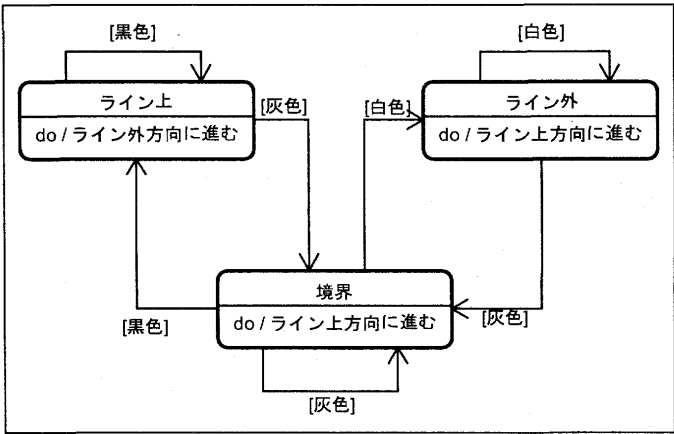 [黒色]
ライン上
do / ライン外方向に進む
[灰色]
[白色]
[白色]
ライン外
do / ライン上方向に進む
境界
do / ライン上方向に進む
[黒色]
[灰色]
[灰色]